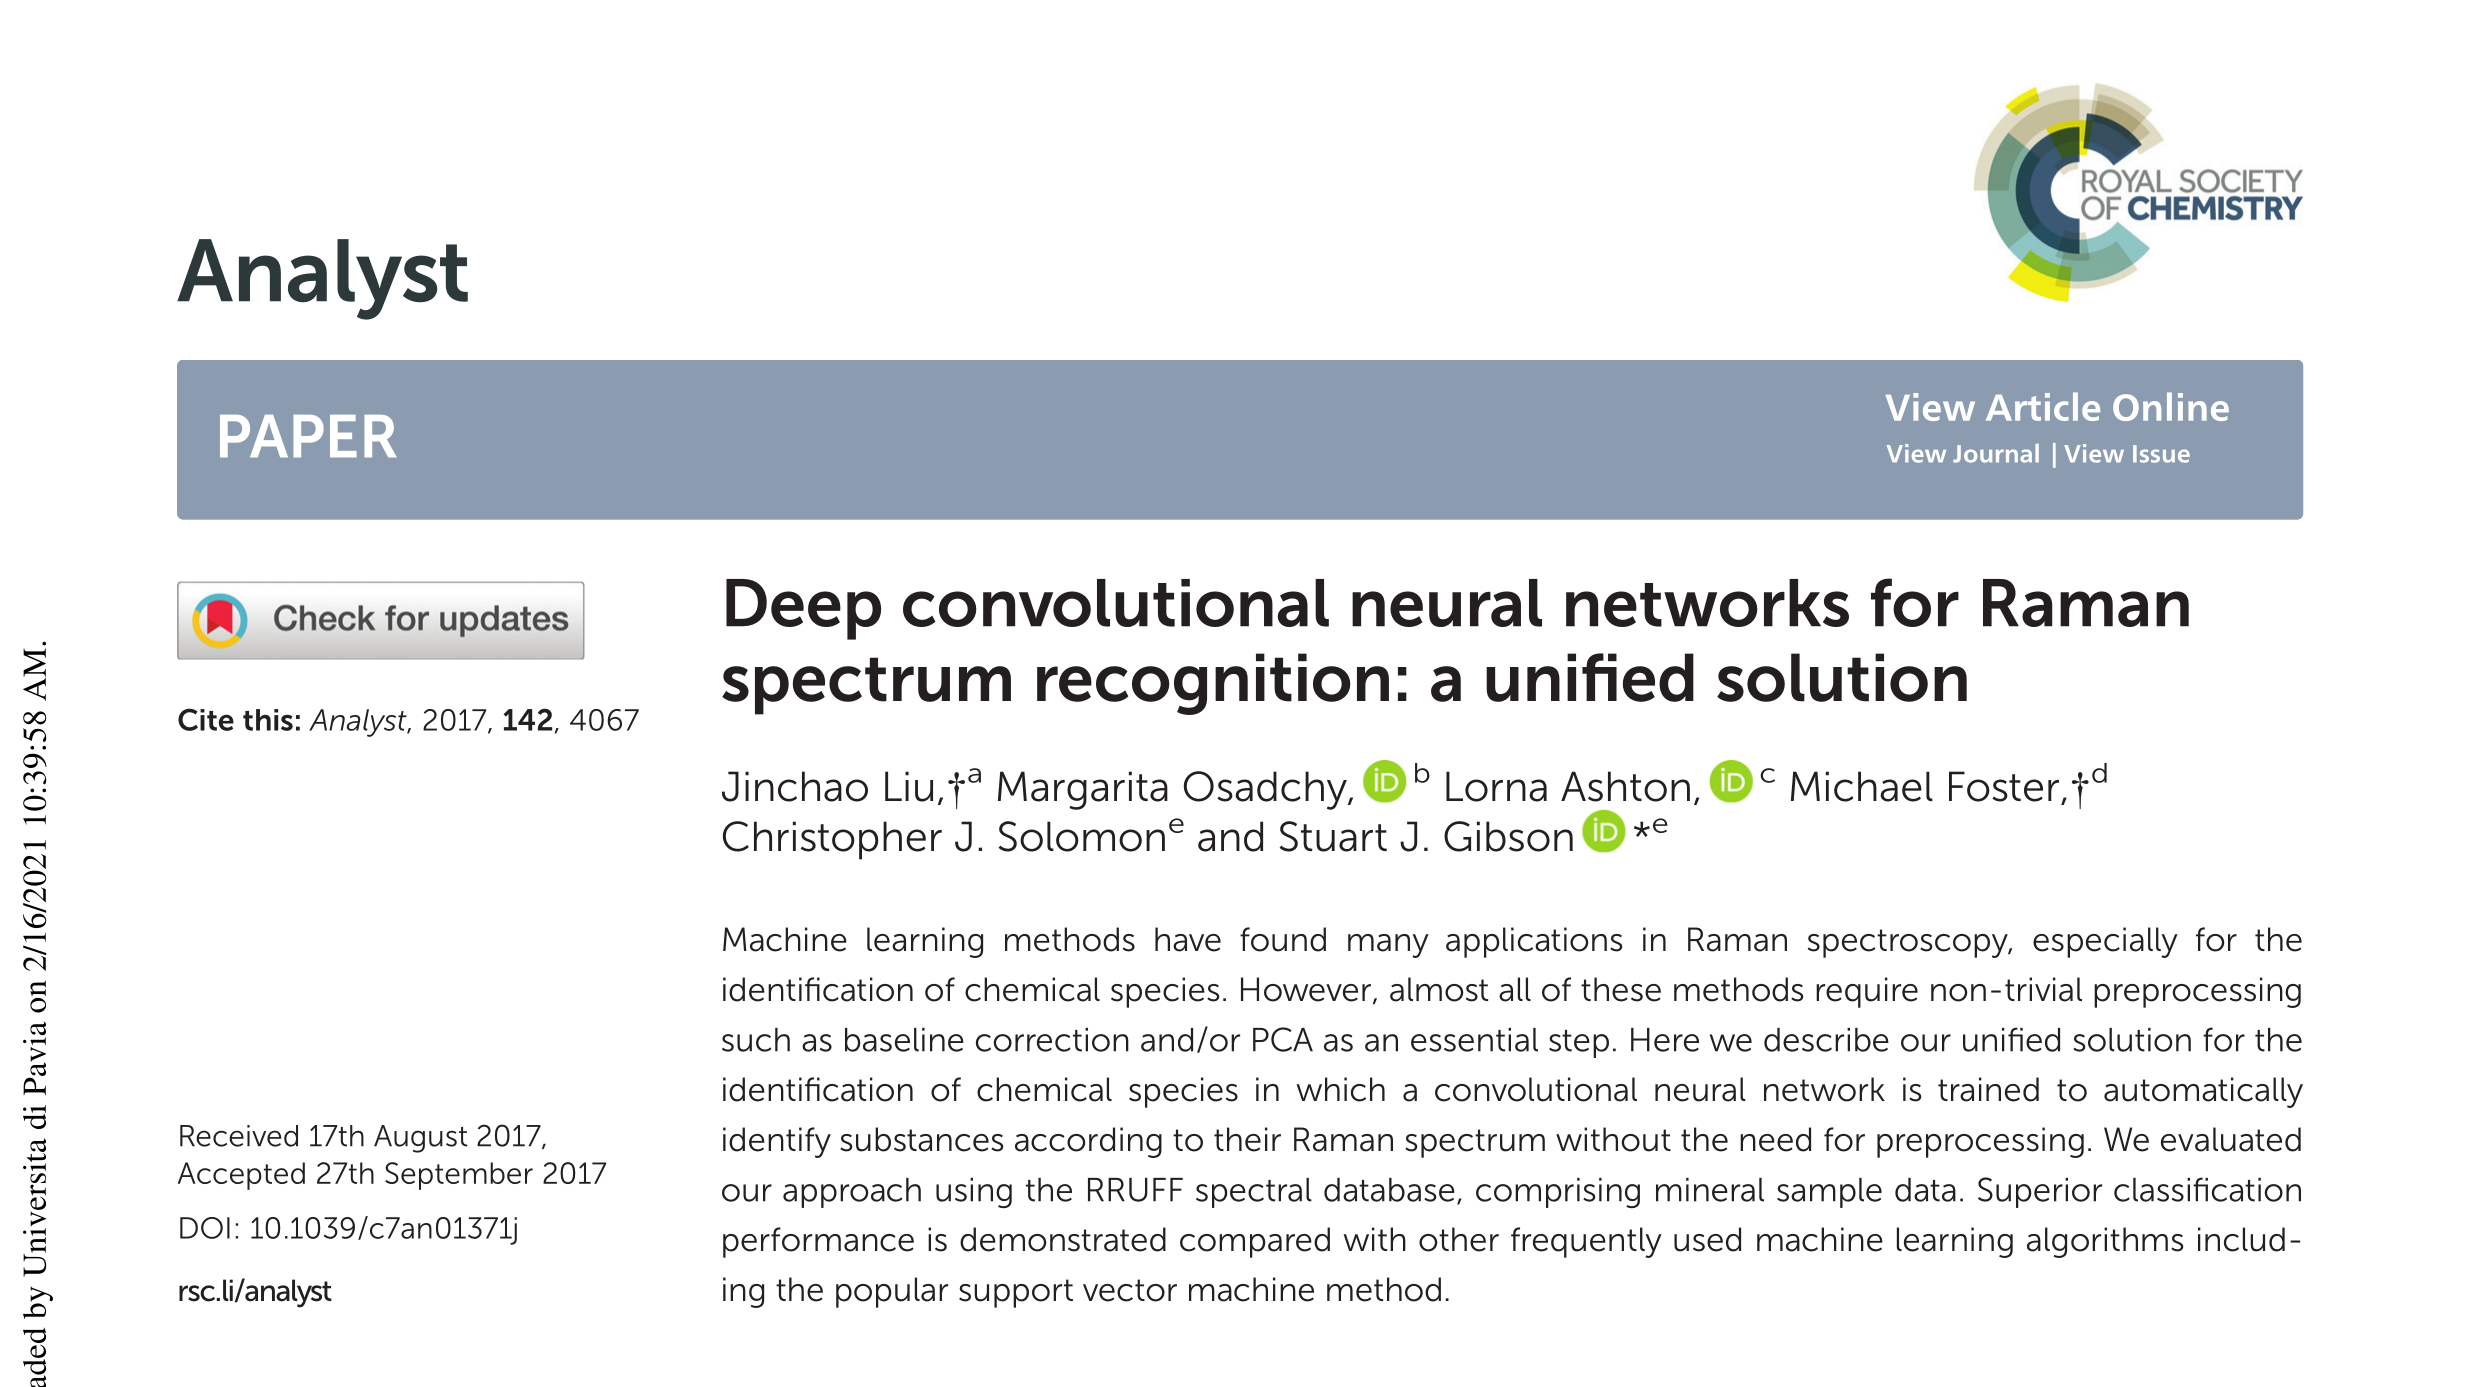 ROYAL SOCIETY
OF CHEMISTRY
Analyst
PAPER
View Article Online
View Journal | View Issue
Check for updates
Cite this: Analyst, 2017, 142, 4067
Received 17th August 2017,
Accepted 27th September 2017
DOI: 10.1039/c7an01371j
rsc.li/analyst
Deep convolutional neural networks for Raman
spectrum recognition: a unified solution
Jinchao Liu,†a Margarita Osadchy, iD b Lorna Ashton, iD c Michael Foster,†d
Christopher J. Solomone and Stuart J. Gibson iD *e
Machine learning methods have found many applications in Raman spectroscopy, especially for the
identification of chemical species. However, almost all of these methods require non-trivial preprocessing
such as baseline correction and/or PCA as an essential step. Here we describe our unified solution for the
identification of chemical species in which a convolutional neural network is trained to automatically
identify substances according to their Raman spectrum without the need for preprocessing. We evaluated
our approach using the RRUFF spectral database, comprising mineral sample data. Superior classification
performance is demonstrated compared with other frequently used machine learning algorithms includ-
ing the popular support vector machine method.
aded by Universita di Pavia on 2/16/2021 10:39:58 AM.